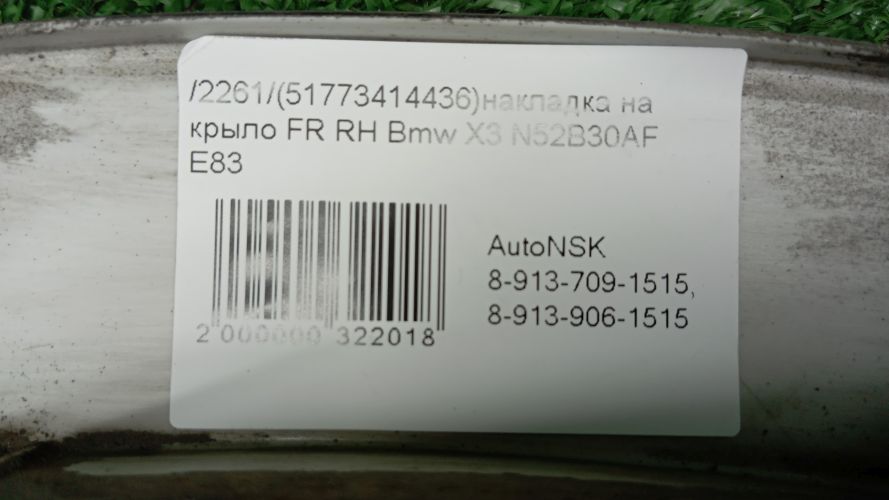 /2261/(51773414436)накладка на
крыло FR RH Bmw X3 N52B30AF
E83
AutoNSK
8-913-709-1515,
8-913-906-1515
2 000000 322018